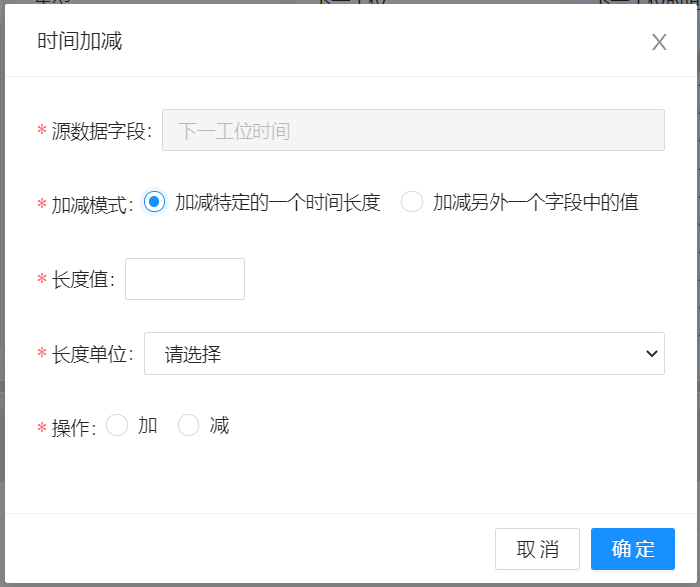 时间加减
X
* 源数据字段: 下一工位时间
* 加减模式: 加减特定的一个时间长度 加减另外一个字段中的值
* 长度值:
* 长度单位: 请选择
* 操作: 加 减
取消 确定